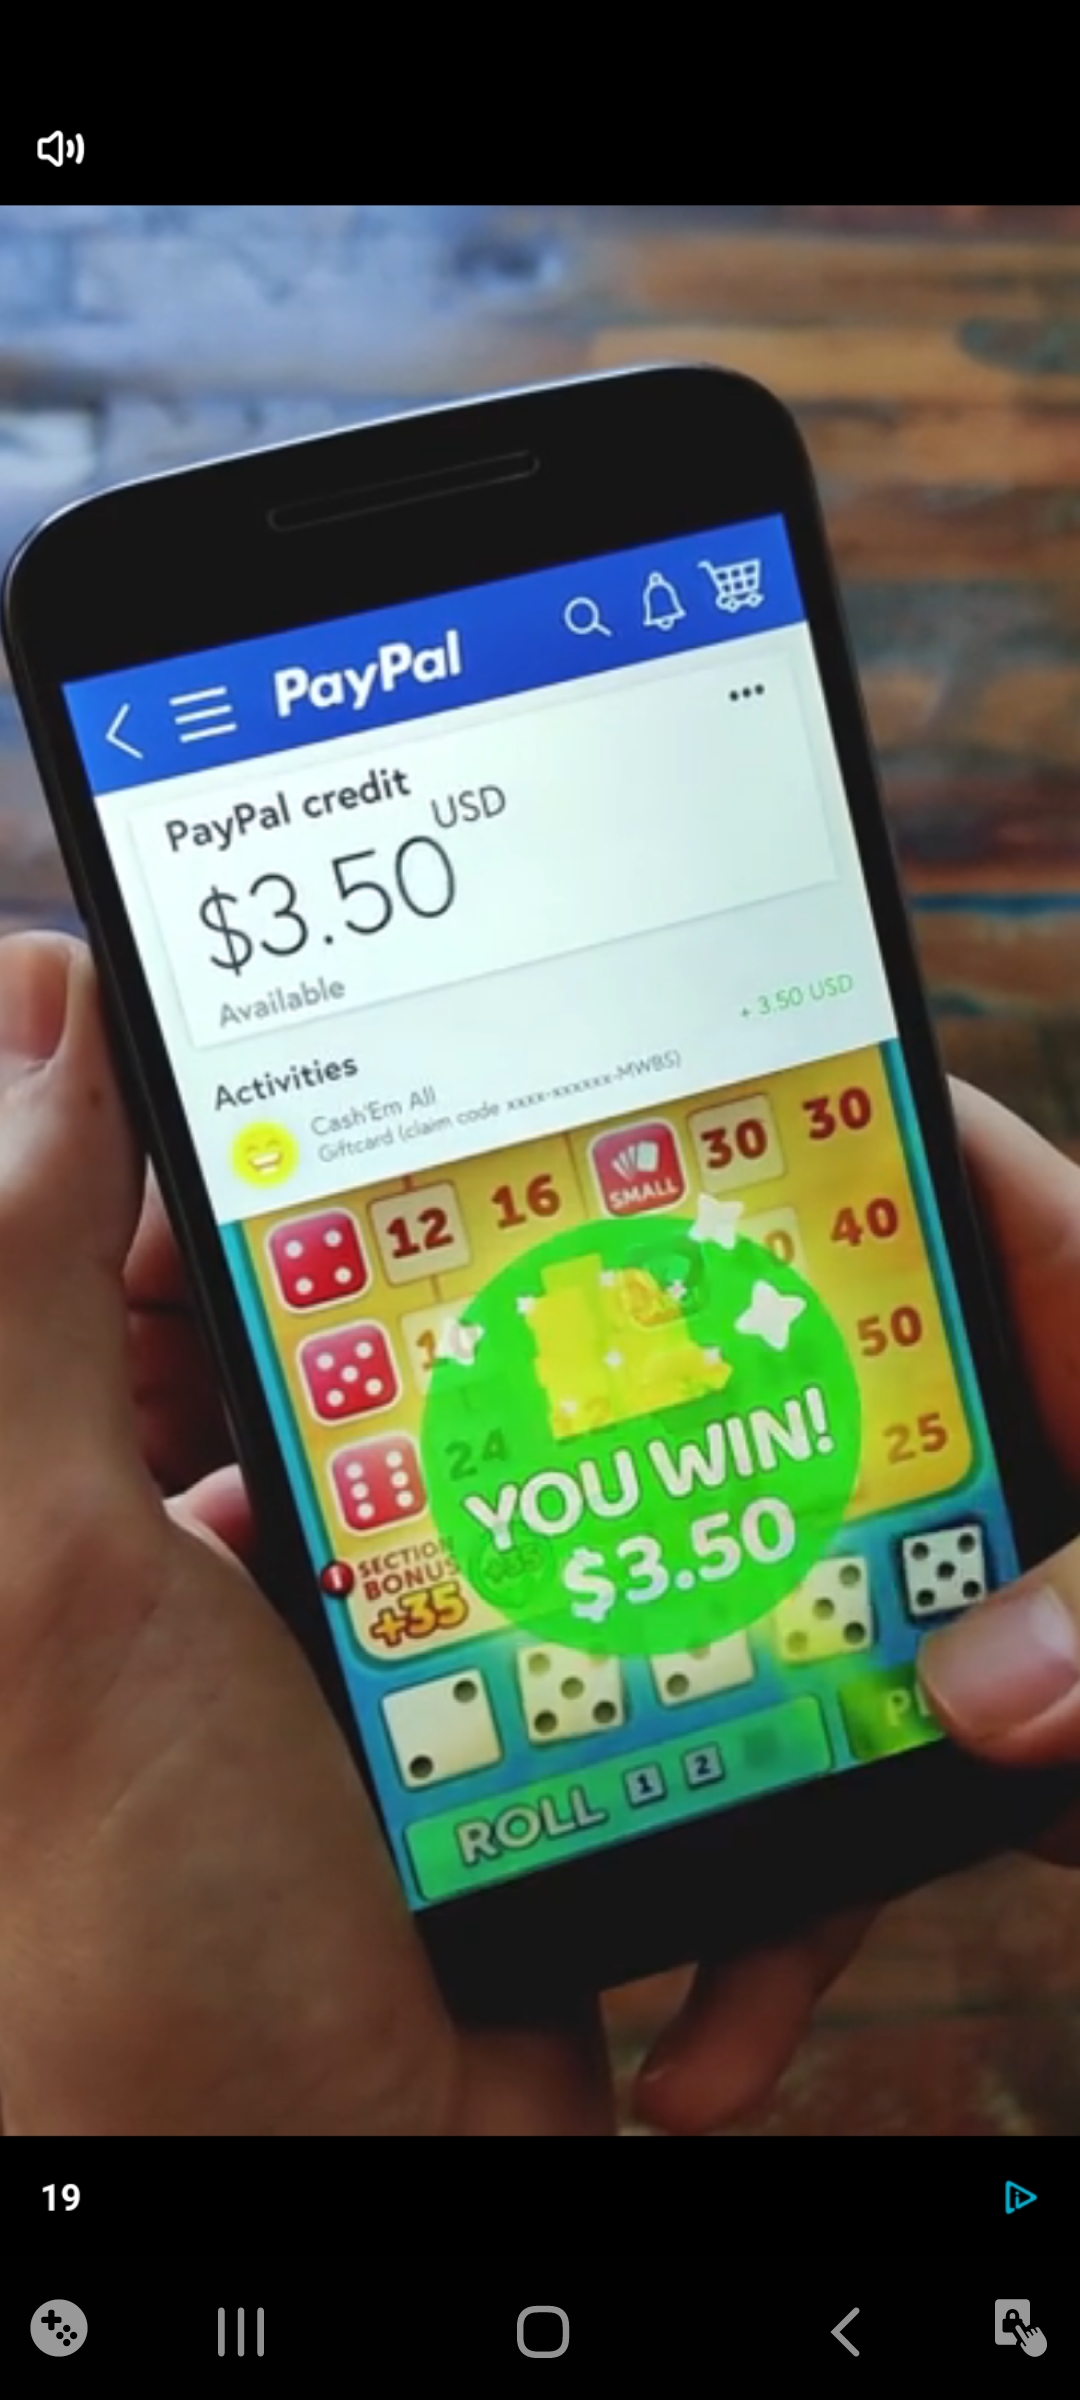 PayPal
PayPal credit
$3.50 USD
Available
Activities
+ 3.50 USD
Cash'Em All
Giftcard (claim code xxxx-xxxxxx-MWBS)
12 16 SMALL 30 30
40
50
24
25
YOU WIN!
$3.50
SECTION
BONUS
+35
+35
ROLL 1 2
19